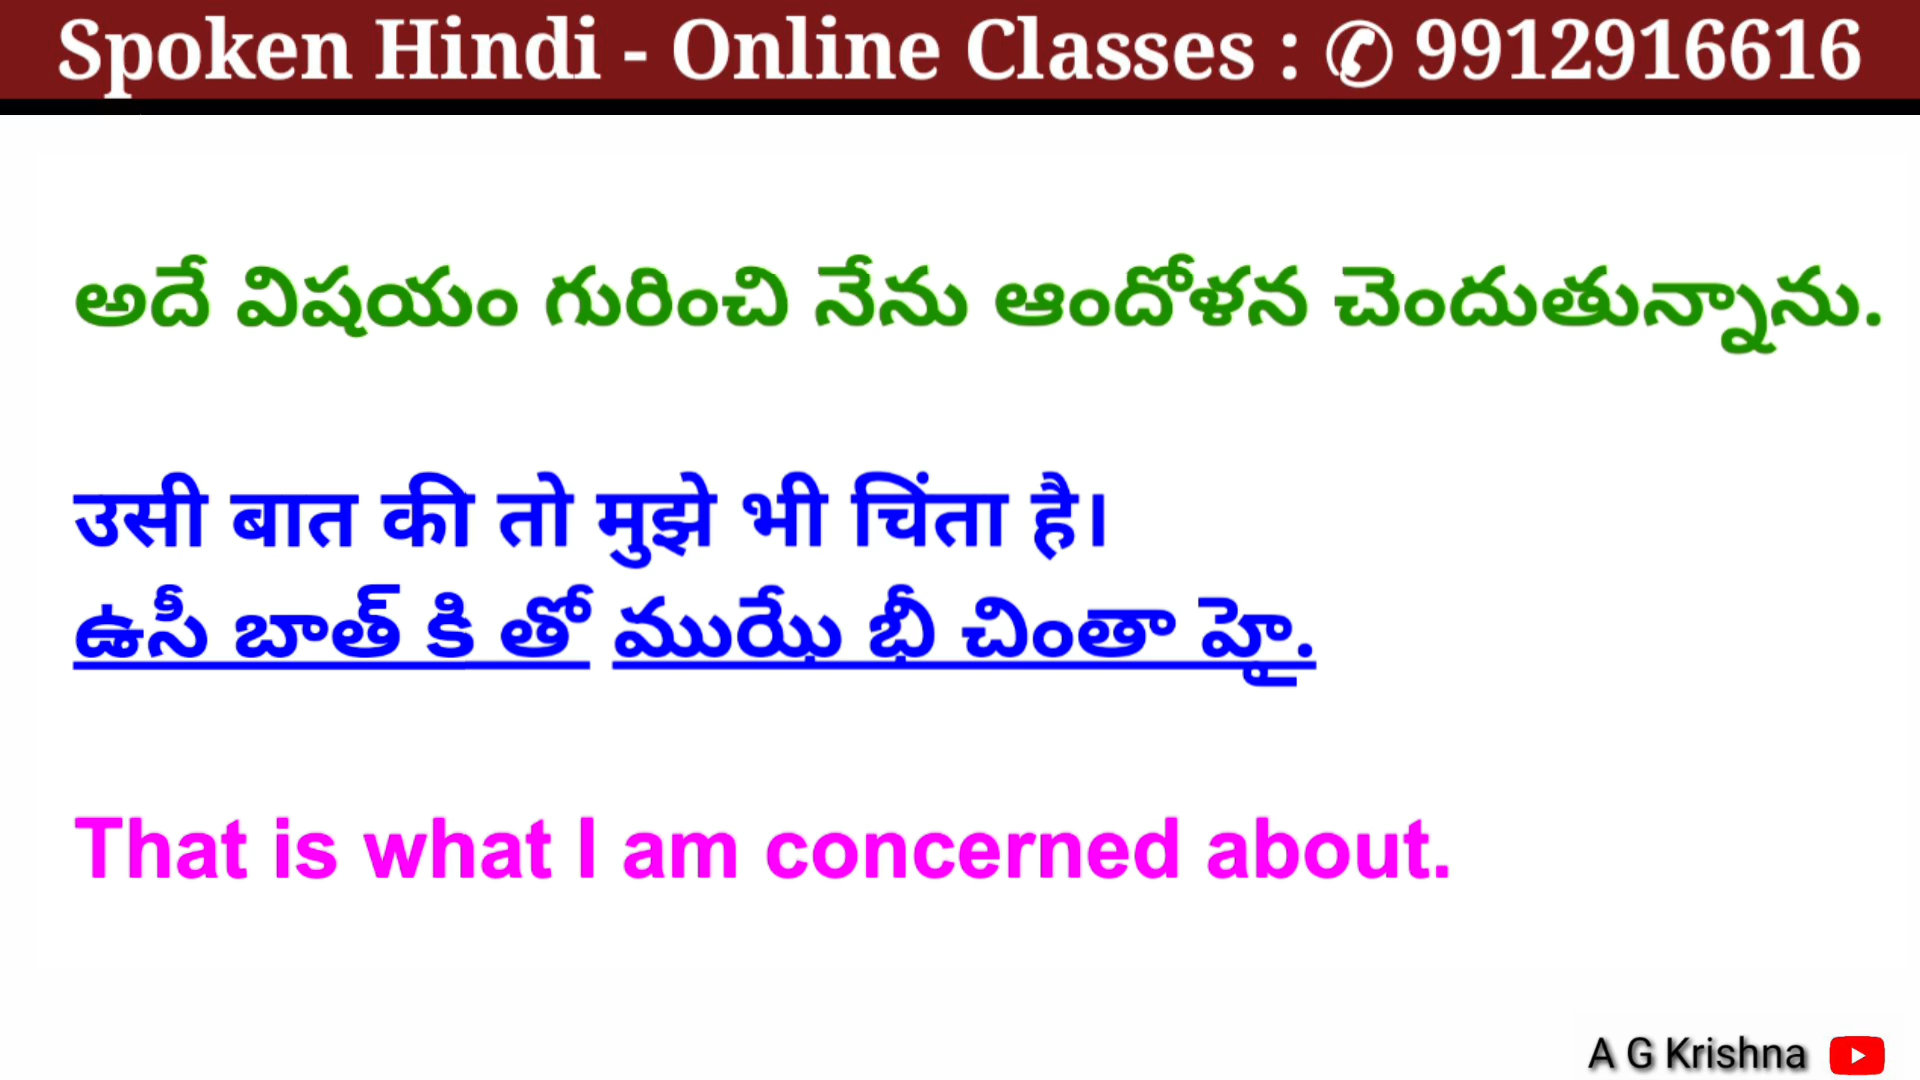 Spoken Hindi - Online Classes : ✆ 9912916616
అదే విషయం గురించి నేను ఆందోళన చెందుతున్నాను.
उसी बात की तो मुझे भी चिंता है।
ఉసీ బాత్ కి తో ముఝే భీ చింతా హై.
That is what I am concerned about.
A G Krishna